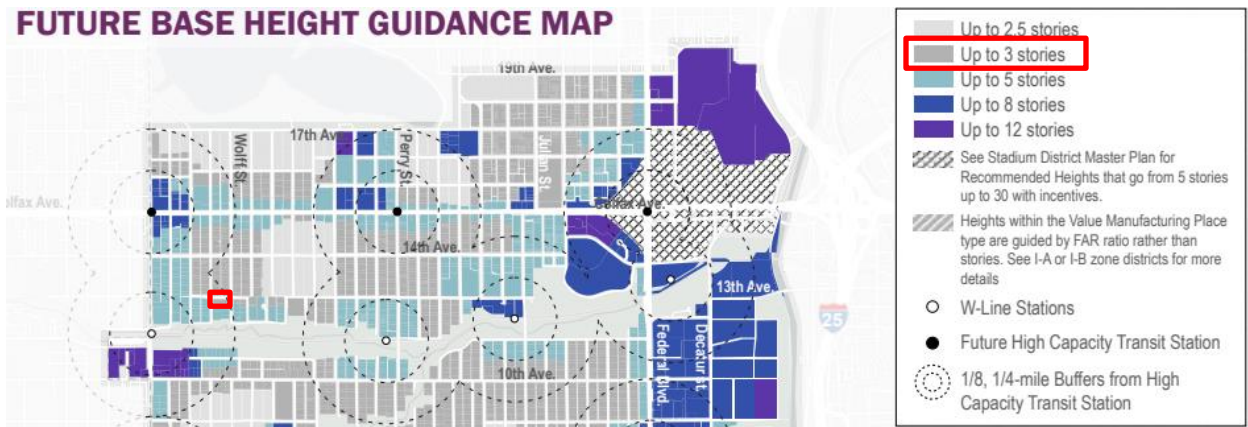 FUTURE BASE HEIGHT GUIDANCE MAP
19th Ave.
17th Ave.
Wolff St.
Perry St.
Julian St.
olfax Ave.
Colfax Ave.
14th Ave.
13th Ave.
25
Federal Blvd.
Decatur St.
10th Ave.
Up to 2.5 stories
Up to 3 stories
Up to 5 stories
Up to 8 stories
Up to 12 stories
See Stadium District Master Plan for
Recommended Heights that go from 5 stories
up to 30 with incentives.
Heights within the Value Manufacturing Place
type are guided by FAR ratio rather than
stories. See I-A or I-B zone districts for more
details
W-Line Stations
Future High Capacity Transit Station
1/8, 1/4-mile Buffers from High
Capacity Transit Station